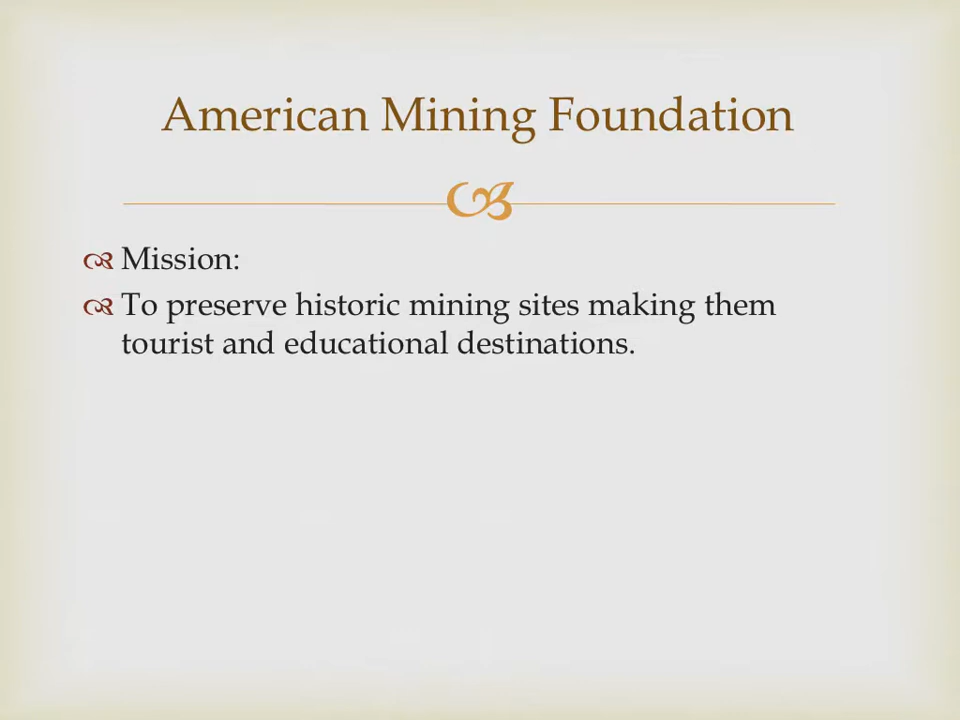 American Mining Foundation
Mission:
To preserve historic mining sites making them
tourist and educational destinations.